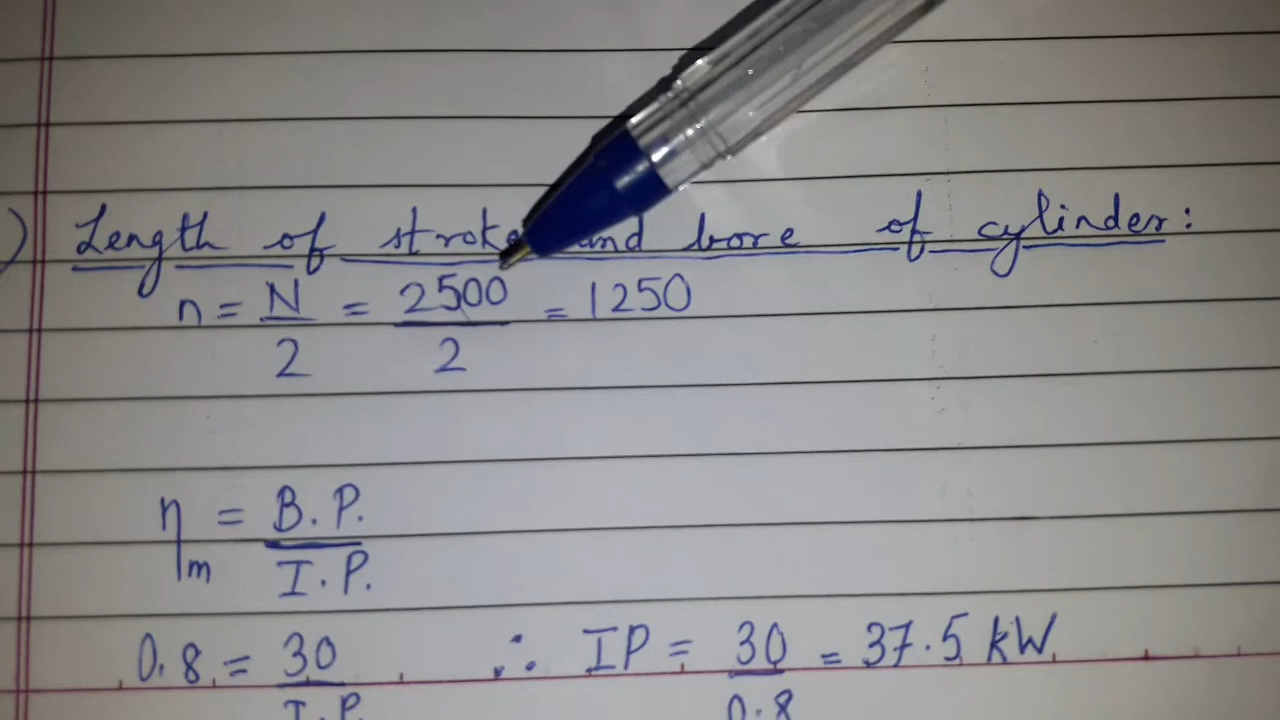 ) Length of stroke and bore of cylinder:
n = N/2 = 2500/2 = 1250
η_m = B.P./I.P.
0.8 = 30/I.P. ∴ IP = 30/0.8 = 37.5 kW